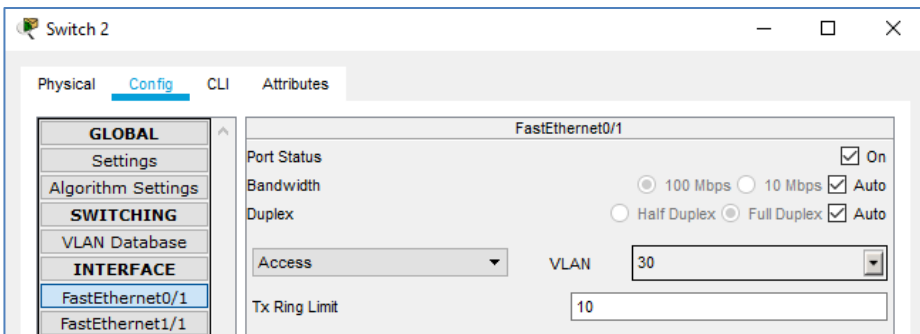 Switch 2
Physical Config CLI Attributes
GLOBAL
Settings
Algorithm Settings
SWITCHING
VLAN Database
INTERFACE
FastEthernet0/1
FastEthernet1/1
FastEthernet0/1
Port Status On
Bandwidth 100 Mbps 10 Mbps Auto
Duplex Half Duplex Full Duplex Auto
Access VLAN 30
Tx Ring Limit 10